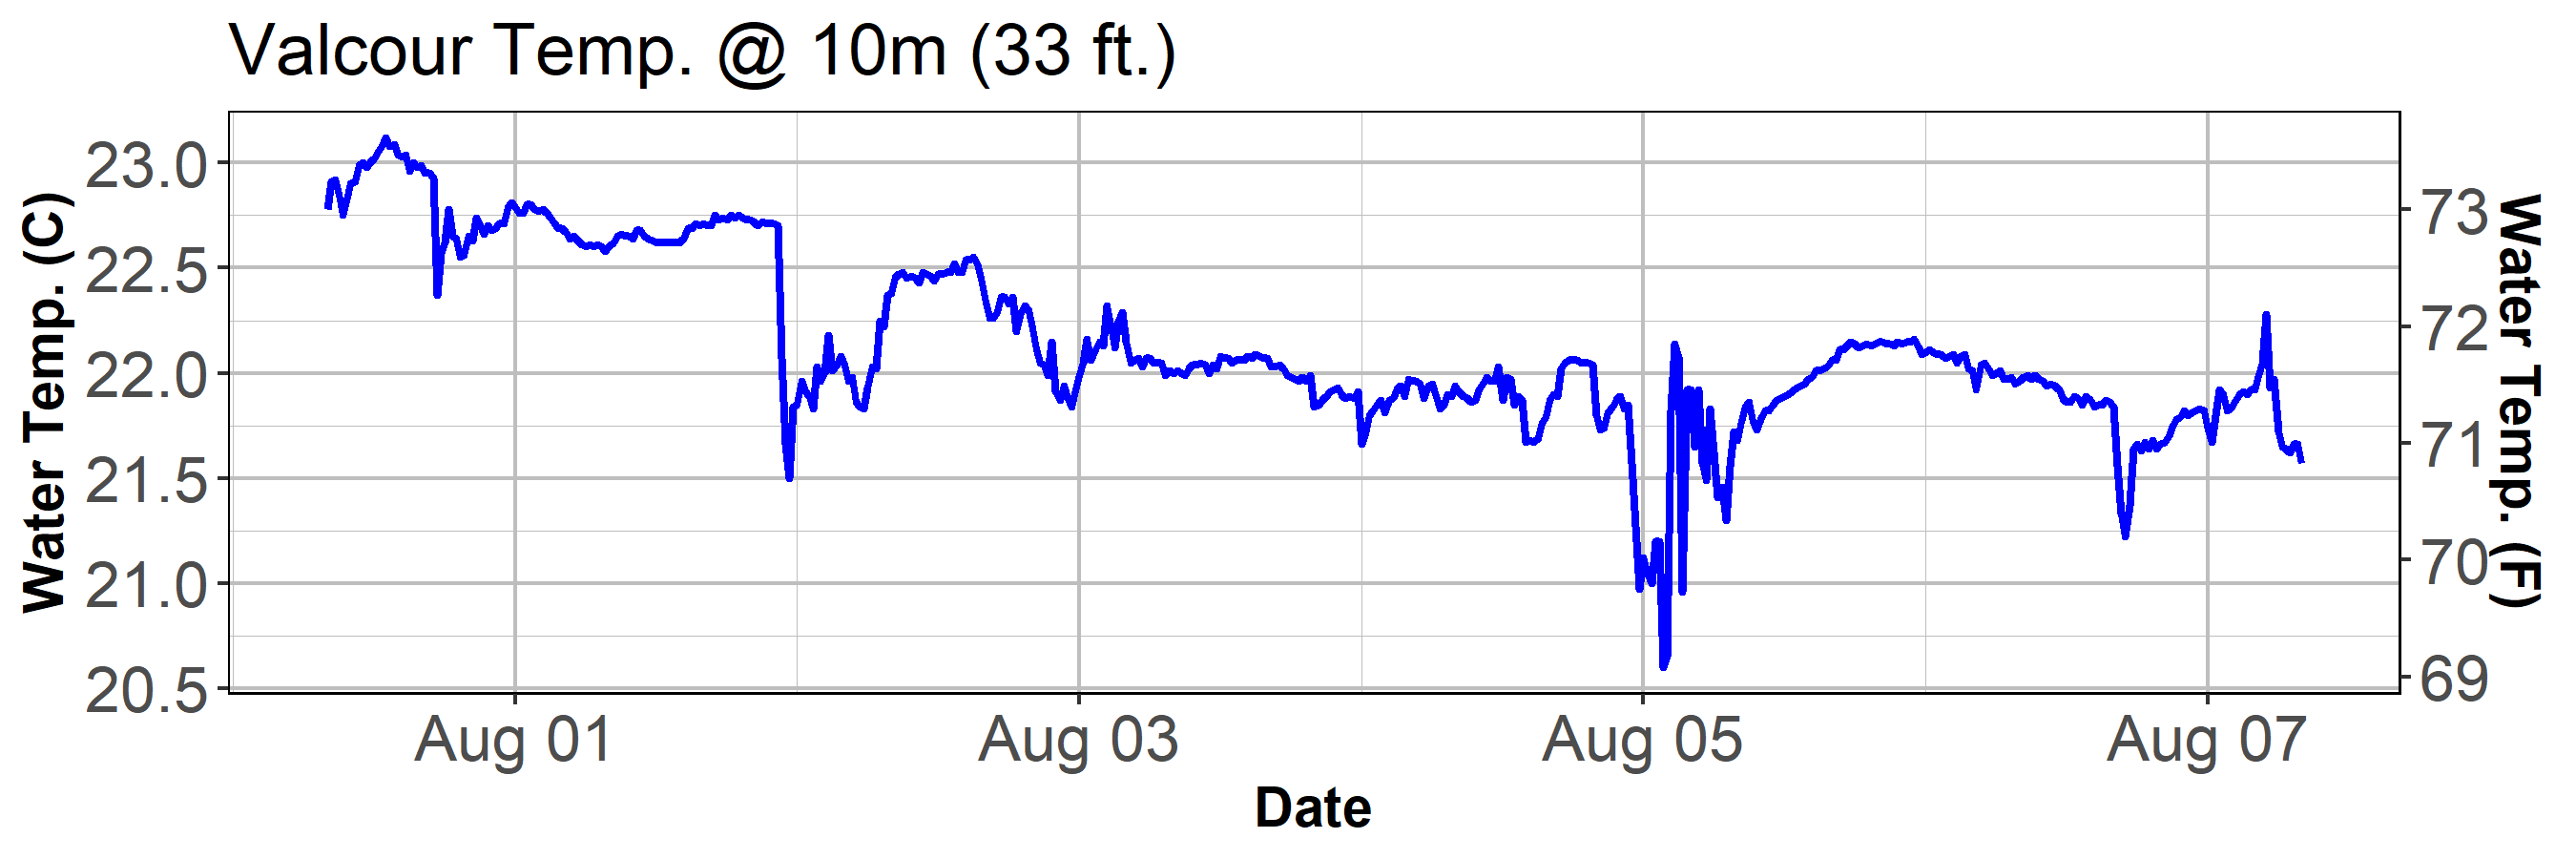 Valcour Temp. @ 10m (33 ft.)
Water Temp. (C)
23.0
22.5
22.0
21.5
21.0
20.5
73
72
71
70
69
Water Temp. (F)
Aug 01
Aug 03
Aug 05
Aug 07
Date